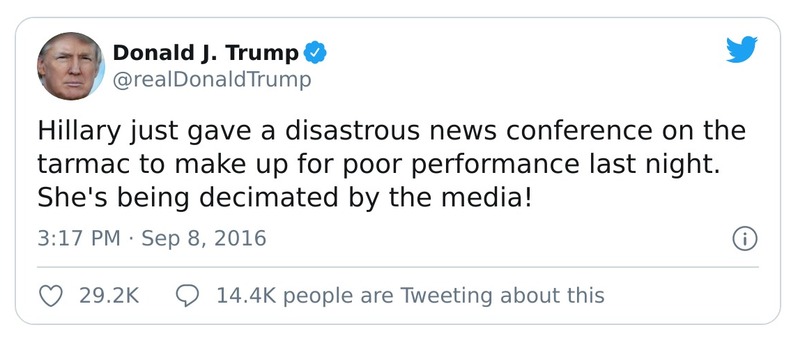 Donald J. Trump
@realDonaldTrump
Hillary just gave a disastrous news conference on the
tarmac to make up for poor performance last night.
She's being decimated by the media!
3:17 PM · Sep 8, 2016
29.2K 14.4K people are Tweeting about this